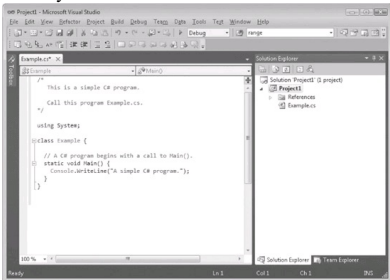 Project1 - Microsoft Visual Studio
File Edit View Refactor Project Build Debug Team Data Tools Test Window Help
Debug range
Toolbox
Example.cs*
Example Main()
/*
This is a simple C# program.
Call this program Example.cs.
*/
using System;
class Example {
// A C# program begins with a call to Main().
static void Main() {
Console.WriteLine("A simple C# program.");
}
}
100 %
Solution Explorer
Solution 'Project1' (1 project)
Project1
References
Example.cs
Solution Explorer Team Explorer
Ready Ln 1 Col 1 Ch 1 INS